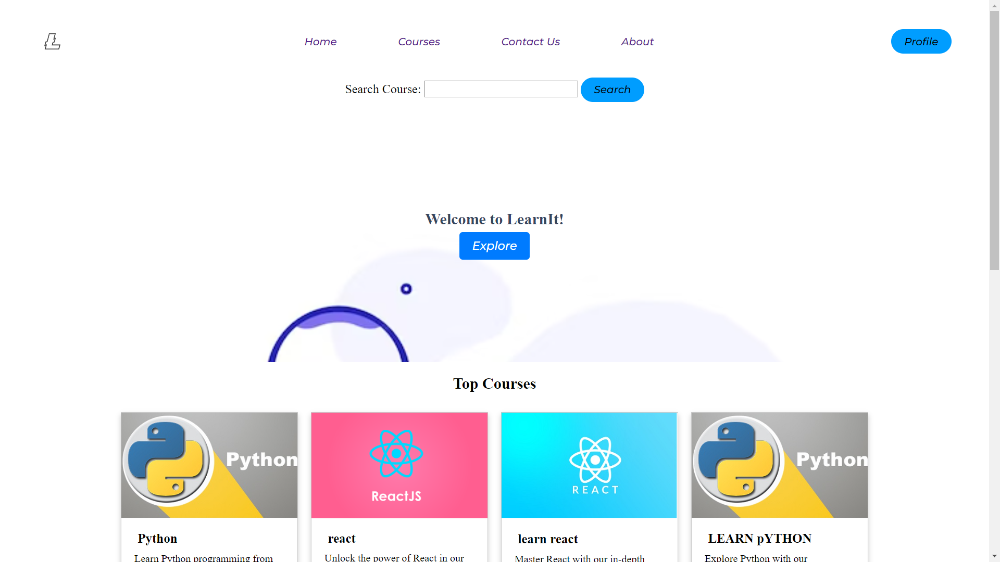 Ł
Home Courses Contact Us About Profile
Search Course: Search
Welcome to LearnIt!
Explore
Top Courses
Python ReactJS REACT Python
Python react learn react LEARN pYTHON
Learn Python programming from Unlock the power of React in our Master React with our in-depth Explore Python with our